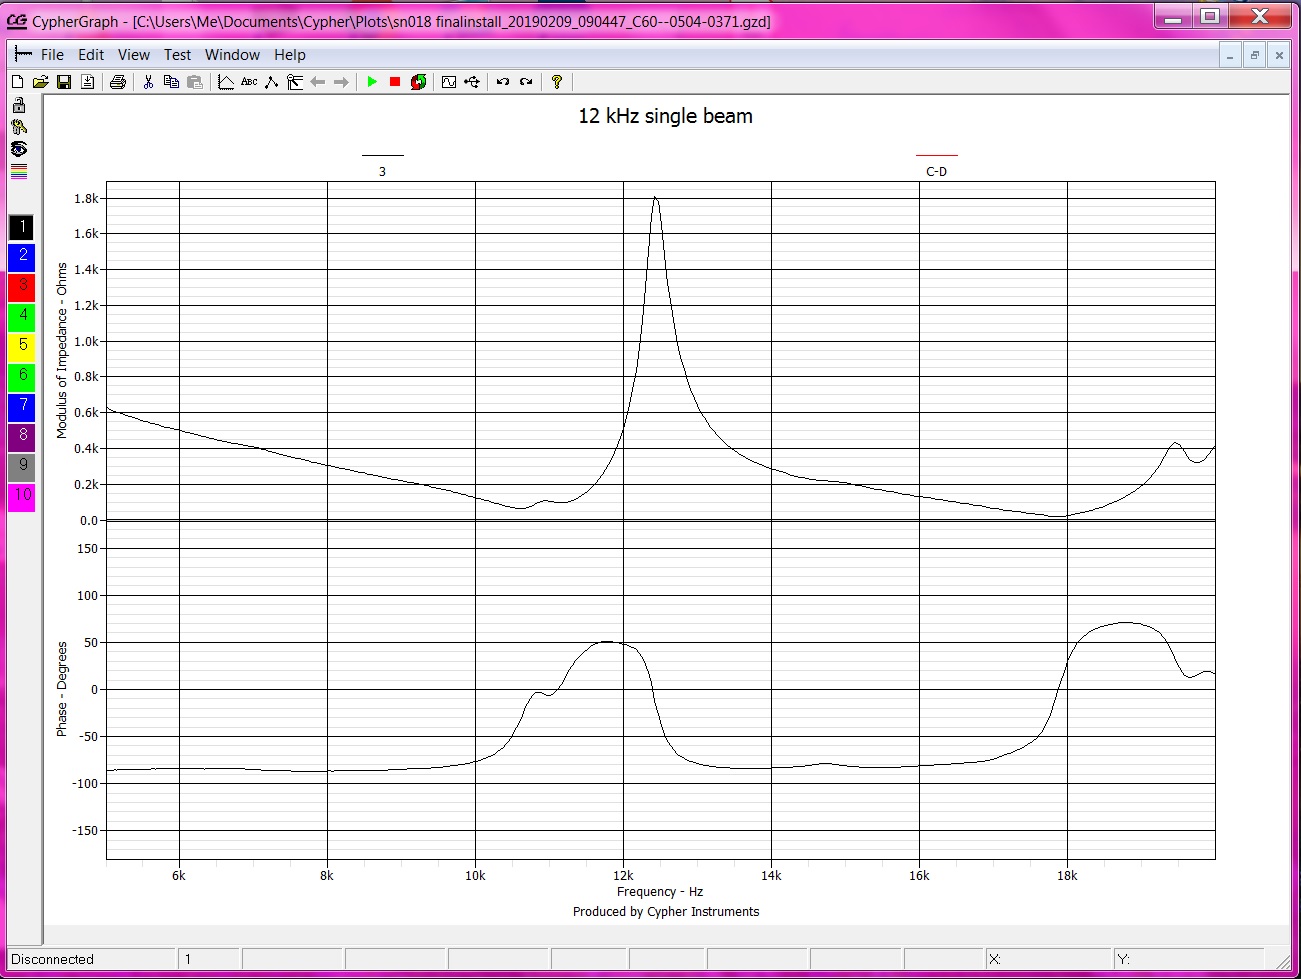 CG CypherGraph - [C:\Users\Me\Documents\Cypher\Plots\sn018 finalinstall_20190209_090447_C60--0504-0371.gzd]
File Edit View Test Window Help
ABC
?
12 kHz single beam
3
C-D
1
2
3
4
5
6
7
8
9
10
Modulus of Impedance - Ohms
1.8k
1.6k
1.4k
1.2k
1.0k
0.8k
0.6k
0.4k
0.2k
0.0
Phase - Degrees
150
100
50
0
-50
-100
-150
6k 8k 10k 12k 14k 16k 18k
Frequency - Hz
Produced by Cypher Instruments
Disconnected 1 X: Y: